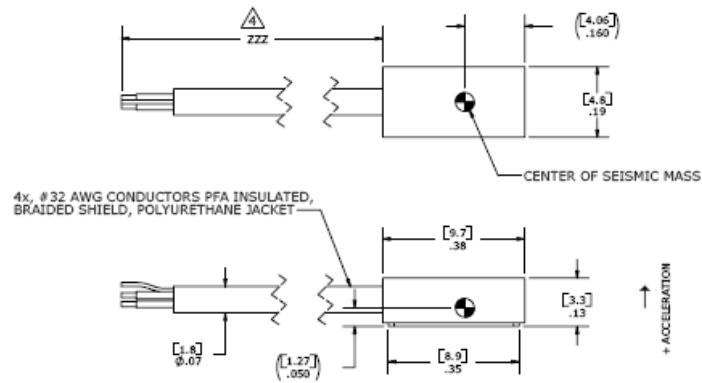 4
ZZZ
([4.06]
.160)
[4.8]
.19
CENTER OF SEISMIC MASS
4x, #32 AWG CONDUCTORS PFA INSULATED,
BRAIDED SHIELD, POLYURETHANE JACKET
[9.7]
.38
[3.3]
.13
+ ACCELERATION
[1.8]
Ø.07
([1.27]
.050)
[8.9]
.35